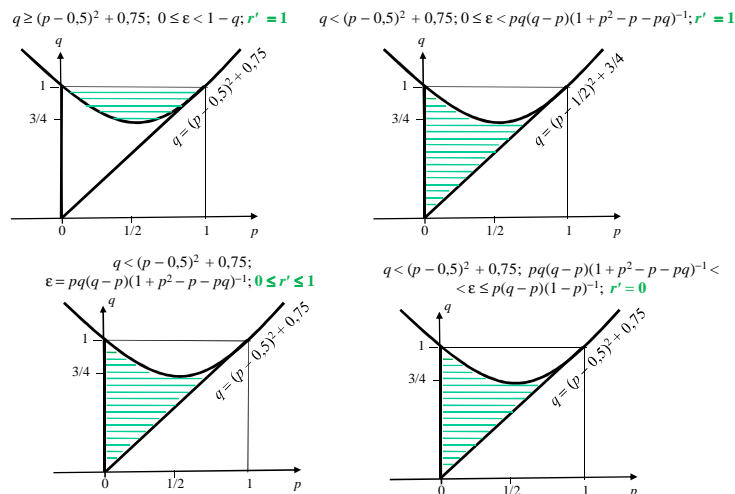 q ≥ (p – 0,5)² + 0,75; 0 ≤ ε < 1 – q; r′ = 1
q
1
3/4
q = (p – 0,5)² + 0,75
0
1/2
1
p
q < (p – 0,5)² + 0,75; 0 ≤ ε < pq(q – p)(1 + p² – p – pq)⁻¹; r′ = 1
q
1
3/4
q = (p – 1/2)² + 3/4
0
1/2
1
p
q < (p – 0,5)² + 0,75;
ε = pq(q – p)(1 + p² – p – pq)⁻¹; 0 ≤ r′ ≤ 1
q
1
3/4
q = (p – 0,5)² + 0,75
0
1/2
1
p
q < (p – 0,5)² + 0,75; pq(q – p)(1 + p² – p – pq)⁻¹ <
< ε ≤ p(q – p)(1 – p)⁻¹; r′ = 0
q
1
3/4
q = (p – 0,5)² + 0,75
0
1/2
1
p